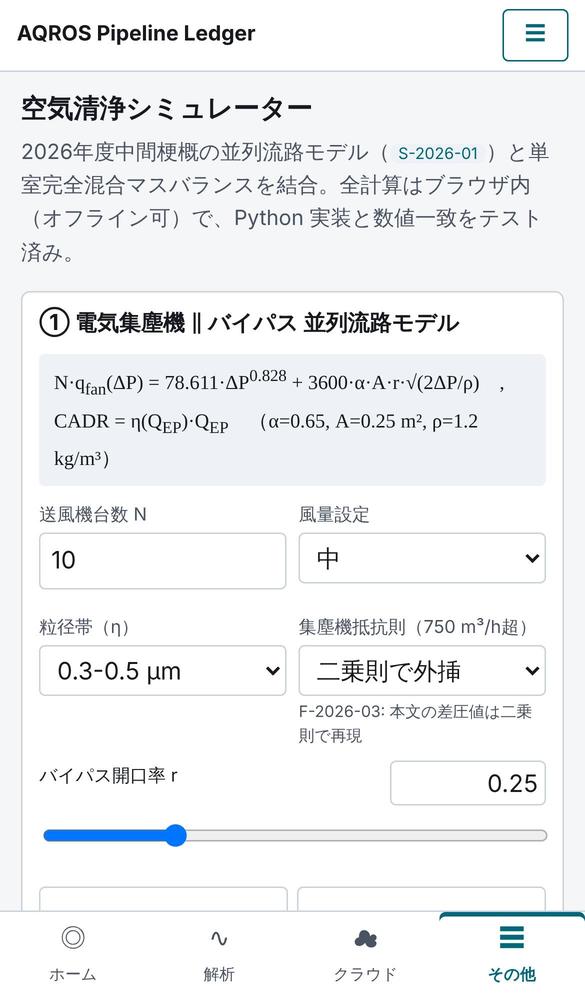 AQROS Pipeline Ledger
空気清浄シミュレーター
2026年度中間梗概の並列流路モデル（ S-2026-01 ）と単
室完全混合マスバランスを結合。全計算はブラウザ内
（オフライン可）で、Python 実装と数値一致をテスト
済み。
① 電気集塵機 ∥ バイパス 並列流路モデル
N·qfan(ΔP) = 78.611·ΔP^0.828 + 3600·α·A·r·√(2ΔP/ρ) ,
CADR = η(QEP)·QEP （α=0.65, A=0.25 m², ρ=1.2
kg/m³）
送風機台数 N
風量設定
10
中
粒径帯（η）
集塵機抵抗則（750 m³/h超）
0.3-0.5 μm
二乗則で外挿
F-2026-03: 本文の差圧値は二乗
則で再現
バイパス開口率 r
0.25
ホーム
解析
クラウド
その他